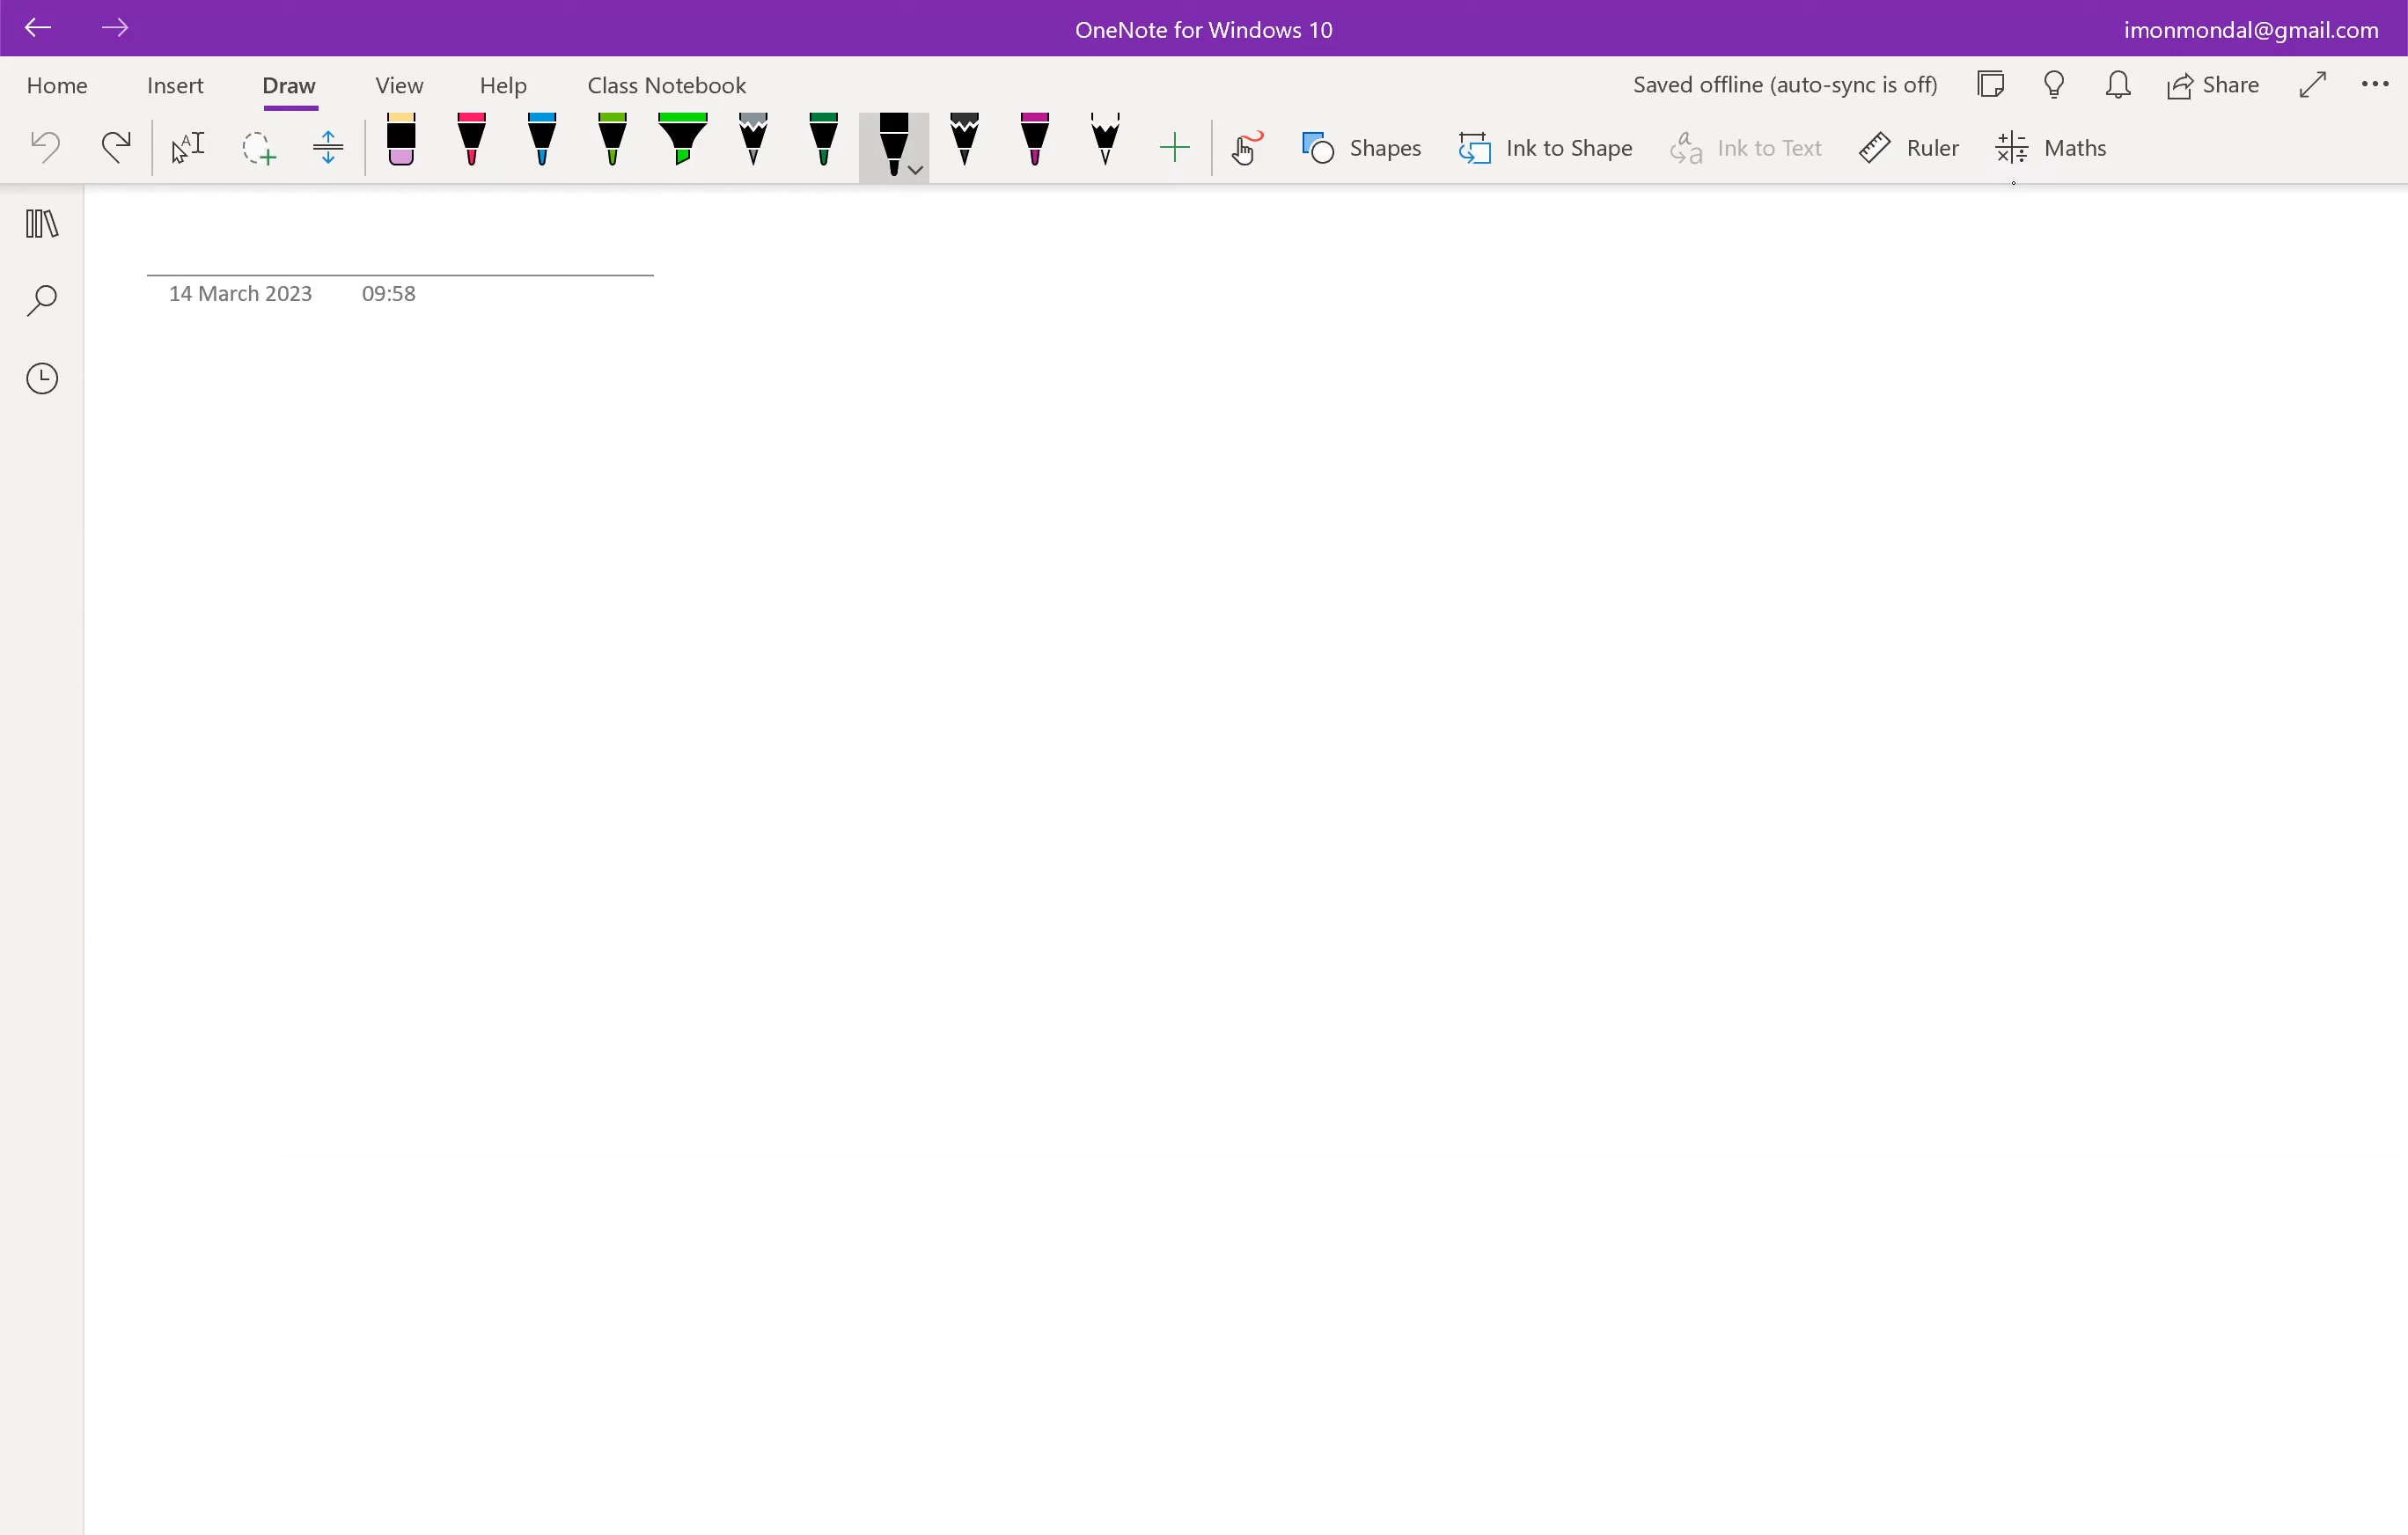 OneNote for Windows 10
imonmondal@gmail.com
Home Insert Draw View Help Class Notebook
Saved offline (auto-sync is off) Share
Shapes Ink to Shape Ink to Text Ruler Maths
14 March 2023 09:58